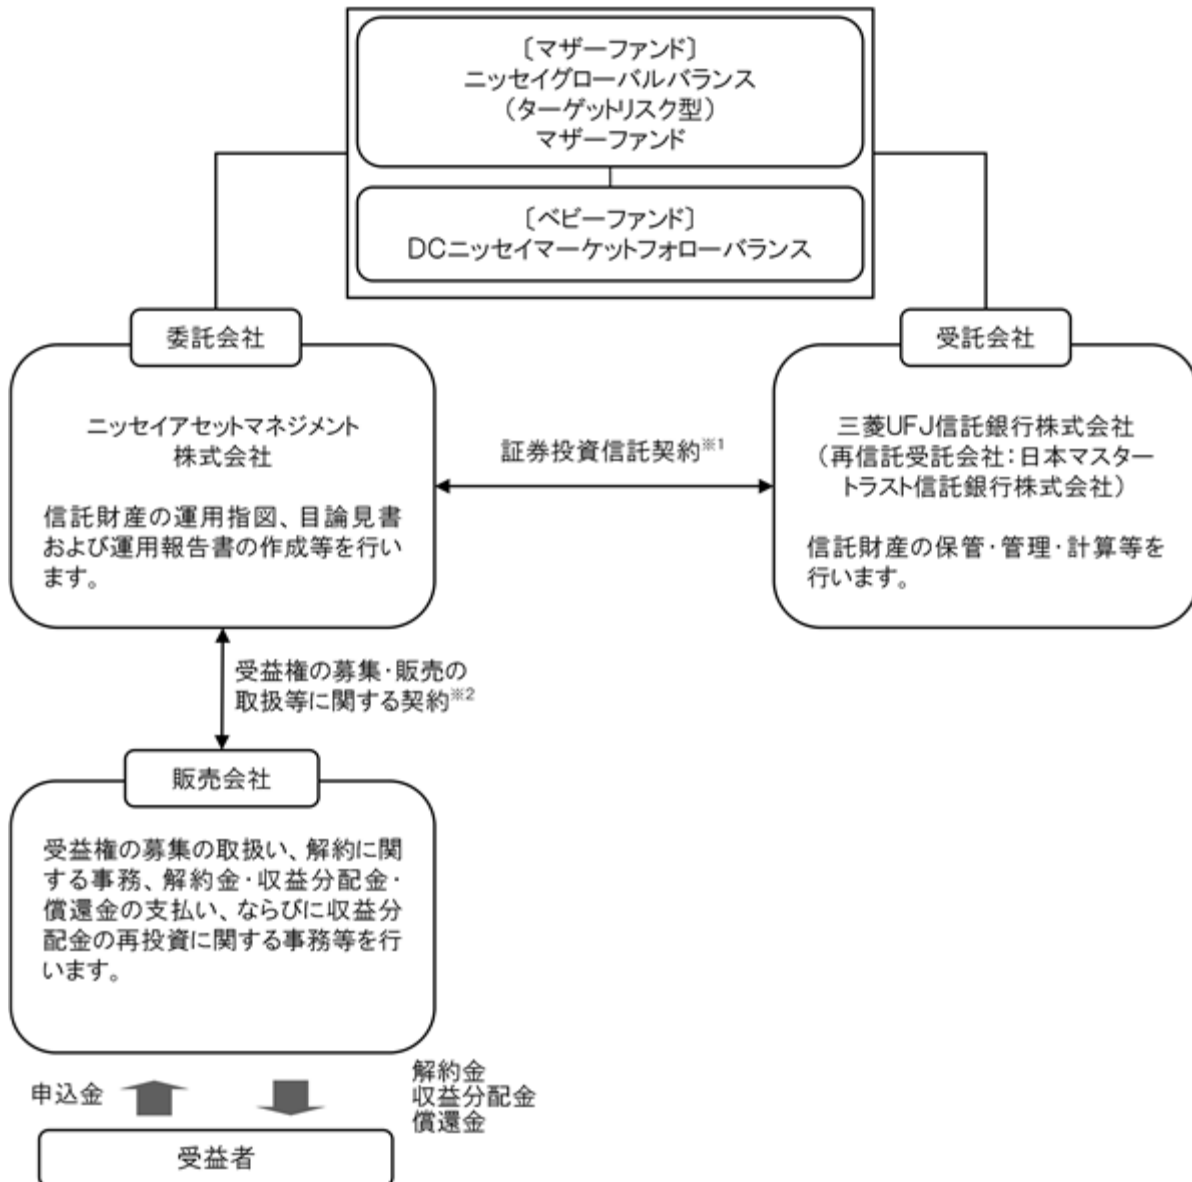 〔マザーファンド〕
ニッセイグローバルバランス
（ターゲットリスク型）
マザーファンド
〔ベビーファンド〕
DCニッセイマーケットフォローバランス
委託会社
ニッセイアセットマネジメント
株式会社
信託財産の運用指図、目論見書
および運用報告書の作成等を行い
ます。
証券投資信託契約※1
受託会社
三菱UFJ信託銀行株式会社
（再信託受託会社：日本マスター
トラスト信託銀行株式会社）
信託財産の保管・管理・計算等を
行います。
受益権の募集・販売の
取扱等に関する契約※2
販売会社
受益権の募集の取扱い、解約に関
する事務、解約金・収益分配金・
償還金の支払い、ならびに収益分
配金の再投資に関する事務等を行
います。
申込金
解約金
収益分配金
償還金
受益者